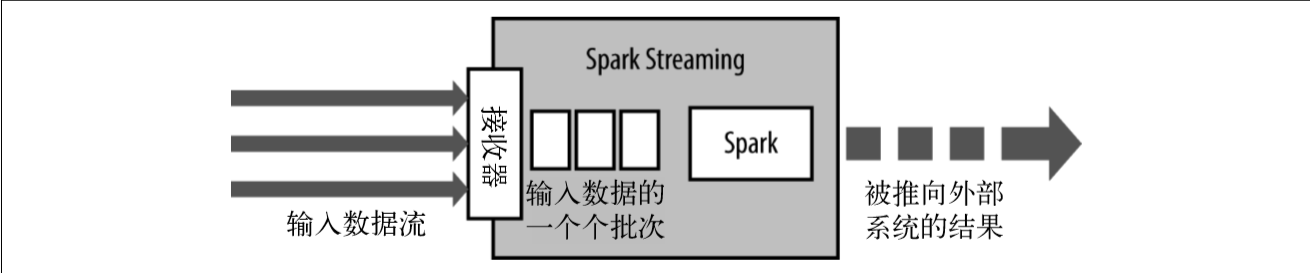 Spark Streaming
接收器
Spark
输入数据流
输入数据的
一个个批次
被推向外部
系统的结果